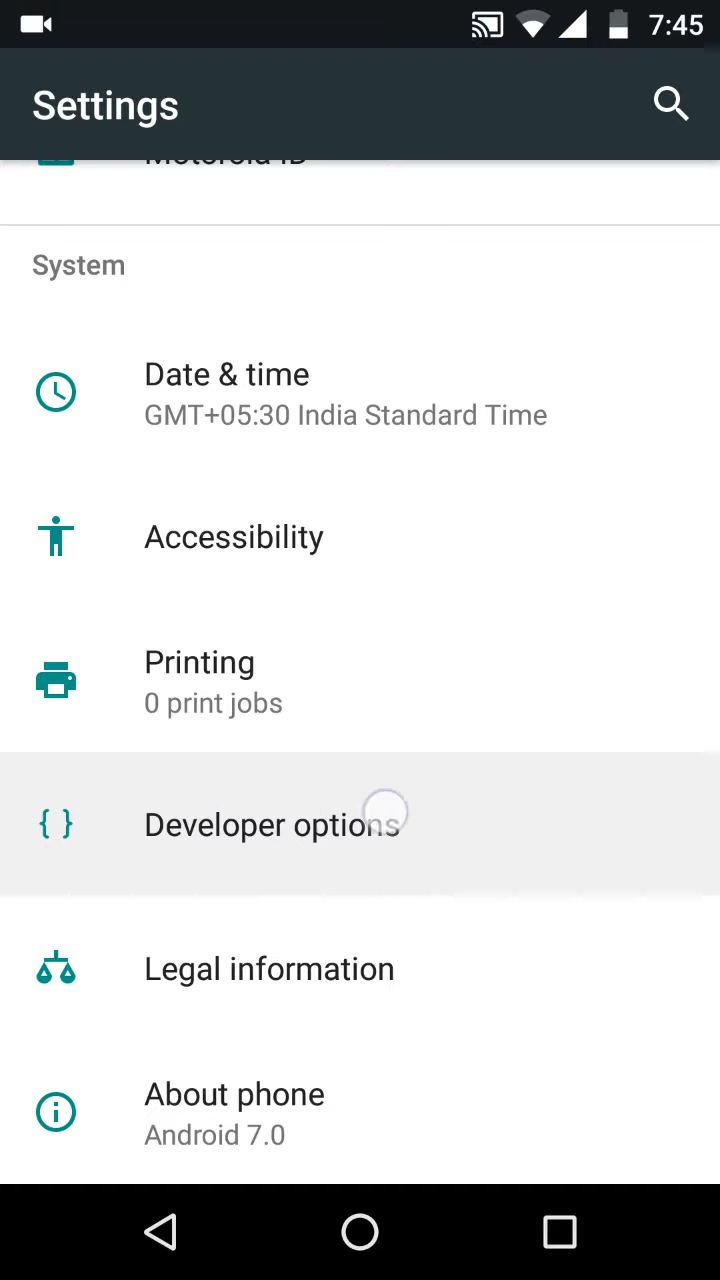 7:45
Settings
Motorola ID
System
Date & time
GMT+05:30 India Standard Time
Accessibility
Printing
0 print jobs
{ } Developer options
Legal information
About phone
Android 7.0